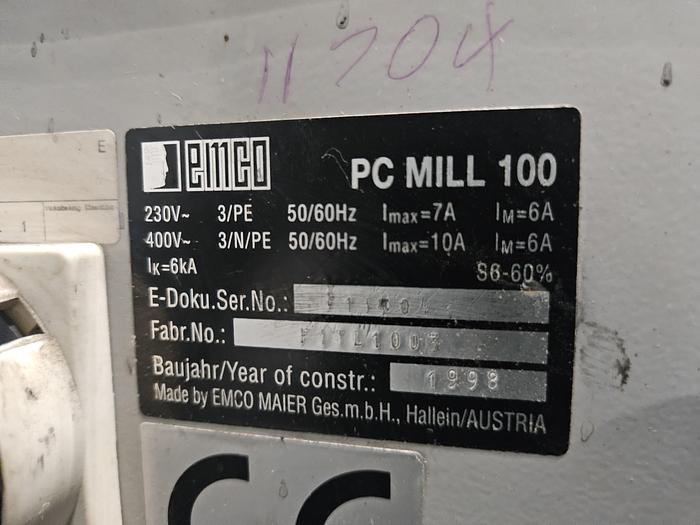 11704
E
emco
PC MILL 100
230V~ 3/PE 50/60Hz Imax=7A IM=6A
400V~ 3/N/PE 50/60Hz Imax=10A IM=6A
IK=6kA
S6-60%
E-Doku.Ser.No.:
Fabr.No.:
Baujahr/Year of constr.: 1998
Made by EMCO MAIER Ges.m.b.H., Hallein/AUSTRIA
1
CE